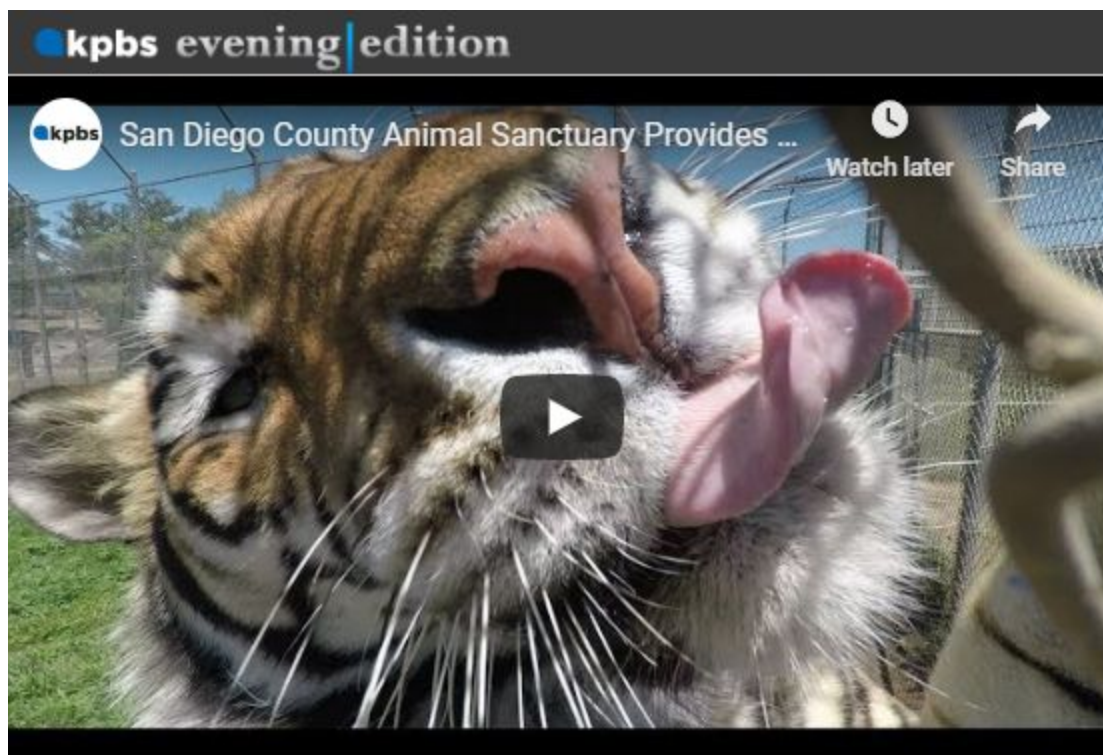 kpbs evening edition
kpbs
San Diego County Animal Sanctuary Provides ...
Watch later
Share